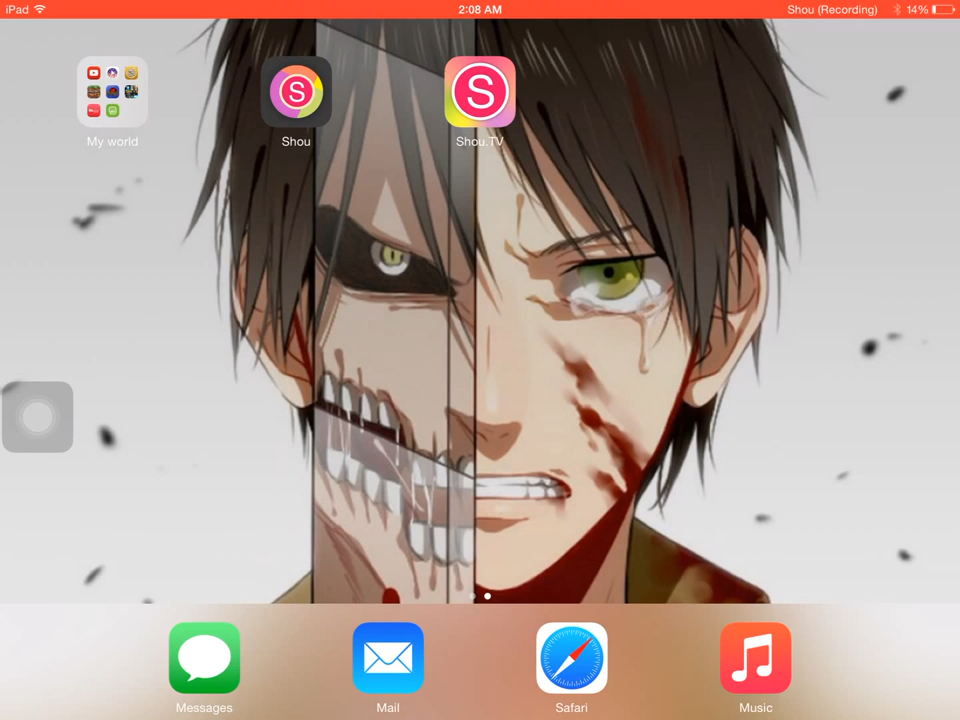 iPad 2:08 AM Shou (Recording) 14%
S S
My world Shou Shou.TV
Messages Mail Safari Music